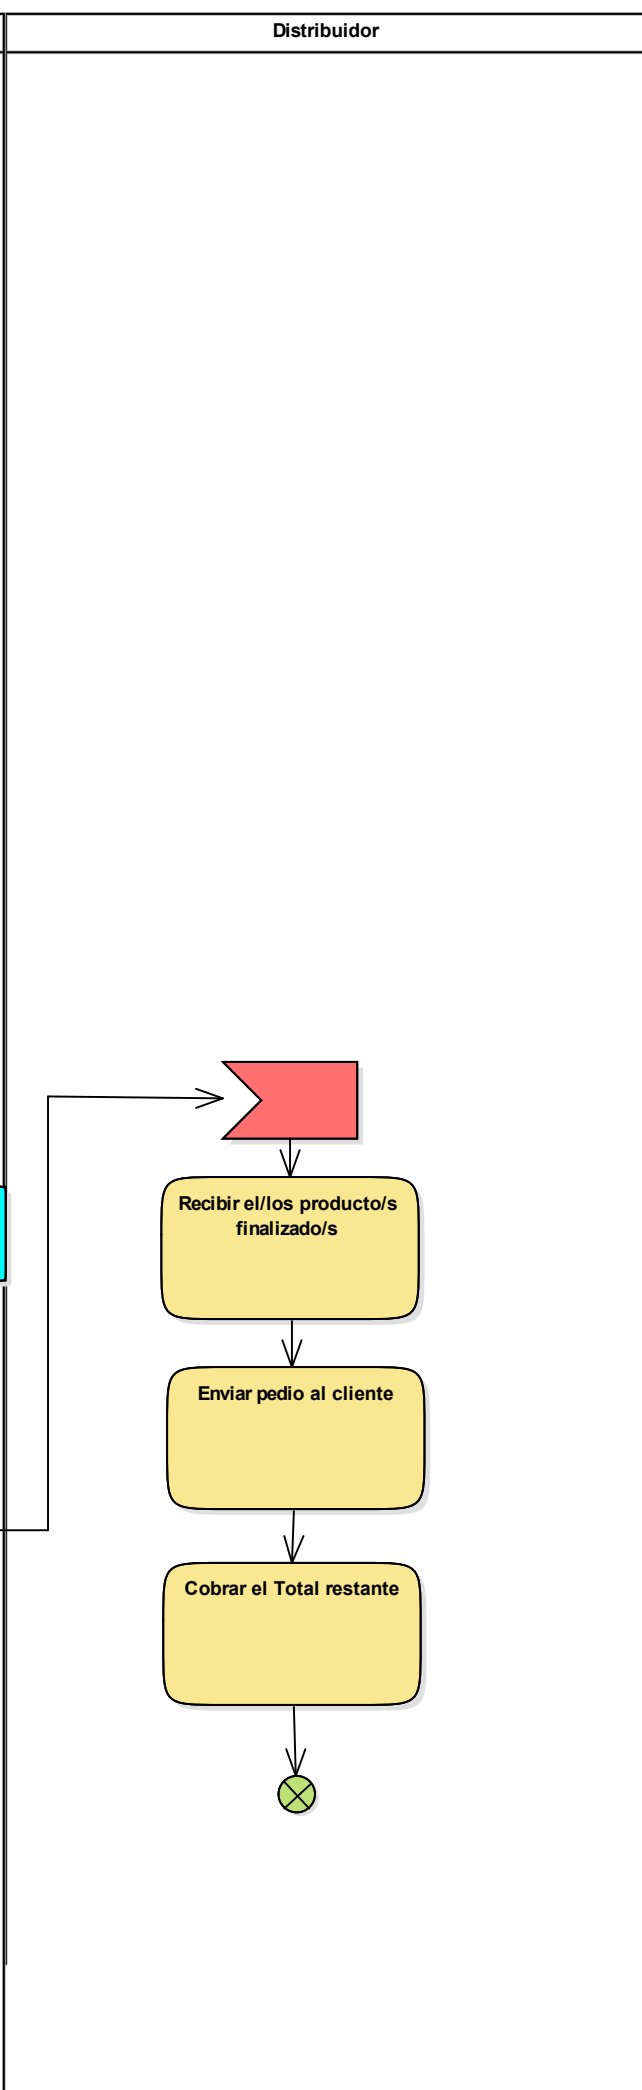 Distribuidor
Recibir el/los producto/s
finalizado/s
Enviar pedio al cliente
Cobrar el Total restante